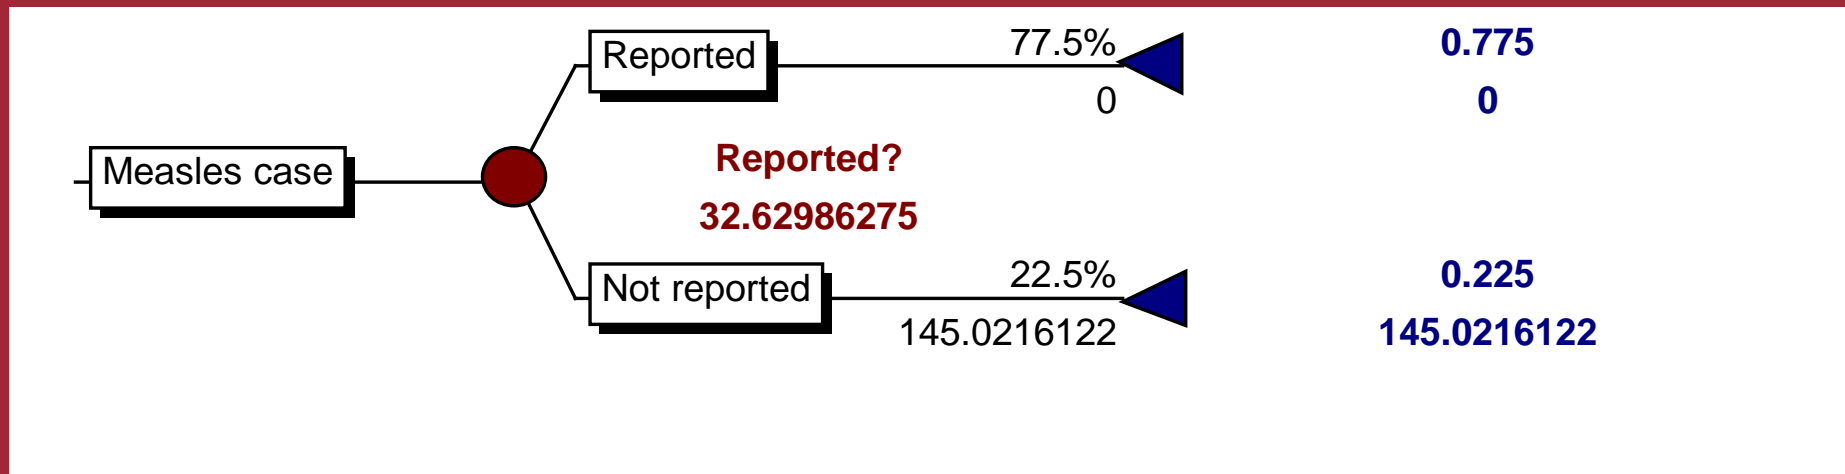 Reported
77.5%
0.775
0
0
Measles case
Reported?
32.62986275
Not reported
22.5%
0.225
145.0216122
145.0216122